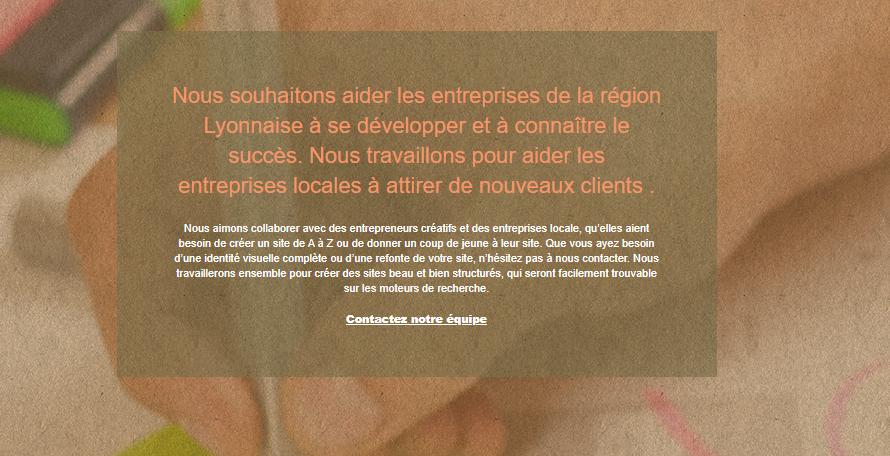 Nous souhaitons aider les entreprises de la région
Lyonnaise à se développer et à connaître le
succès. Nous travaillons pour aider les
entreprises locales à attirer de nouveaux clients .
Nous aimons collaborer avec des entrepreneurs créatifs et des entreprises locale, qu'elles aient
besoin de créer un site de A à Z ou de donner un coup de jeune à leur site. Que vous ayez besoin
d'une identité visuelle complète ou d'une refonte de votre site, n'hésitez pas à nous contacter. Nous
travaillerons ensemble pour créer des sites beau et bien structurés, qui seront facilement trouvable
sur les moteurs de recherche.
Contactez notre équipe